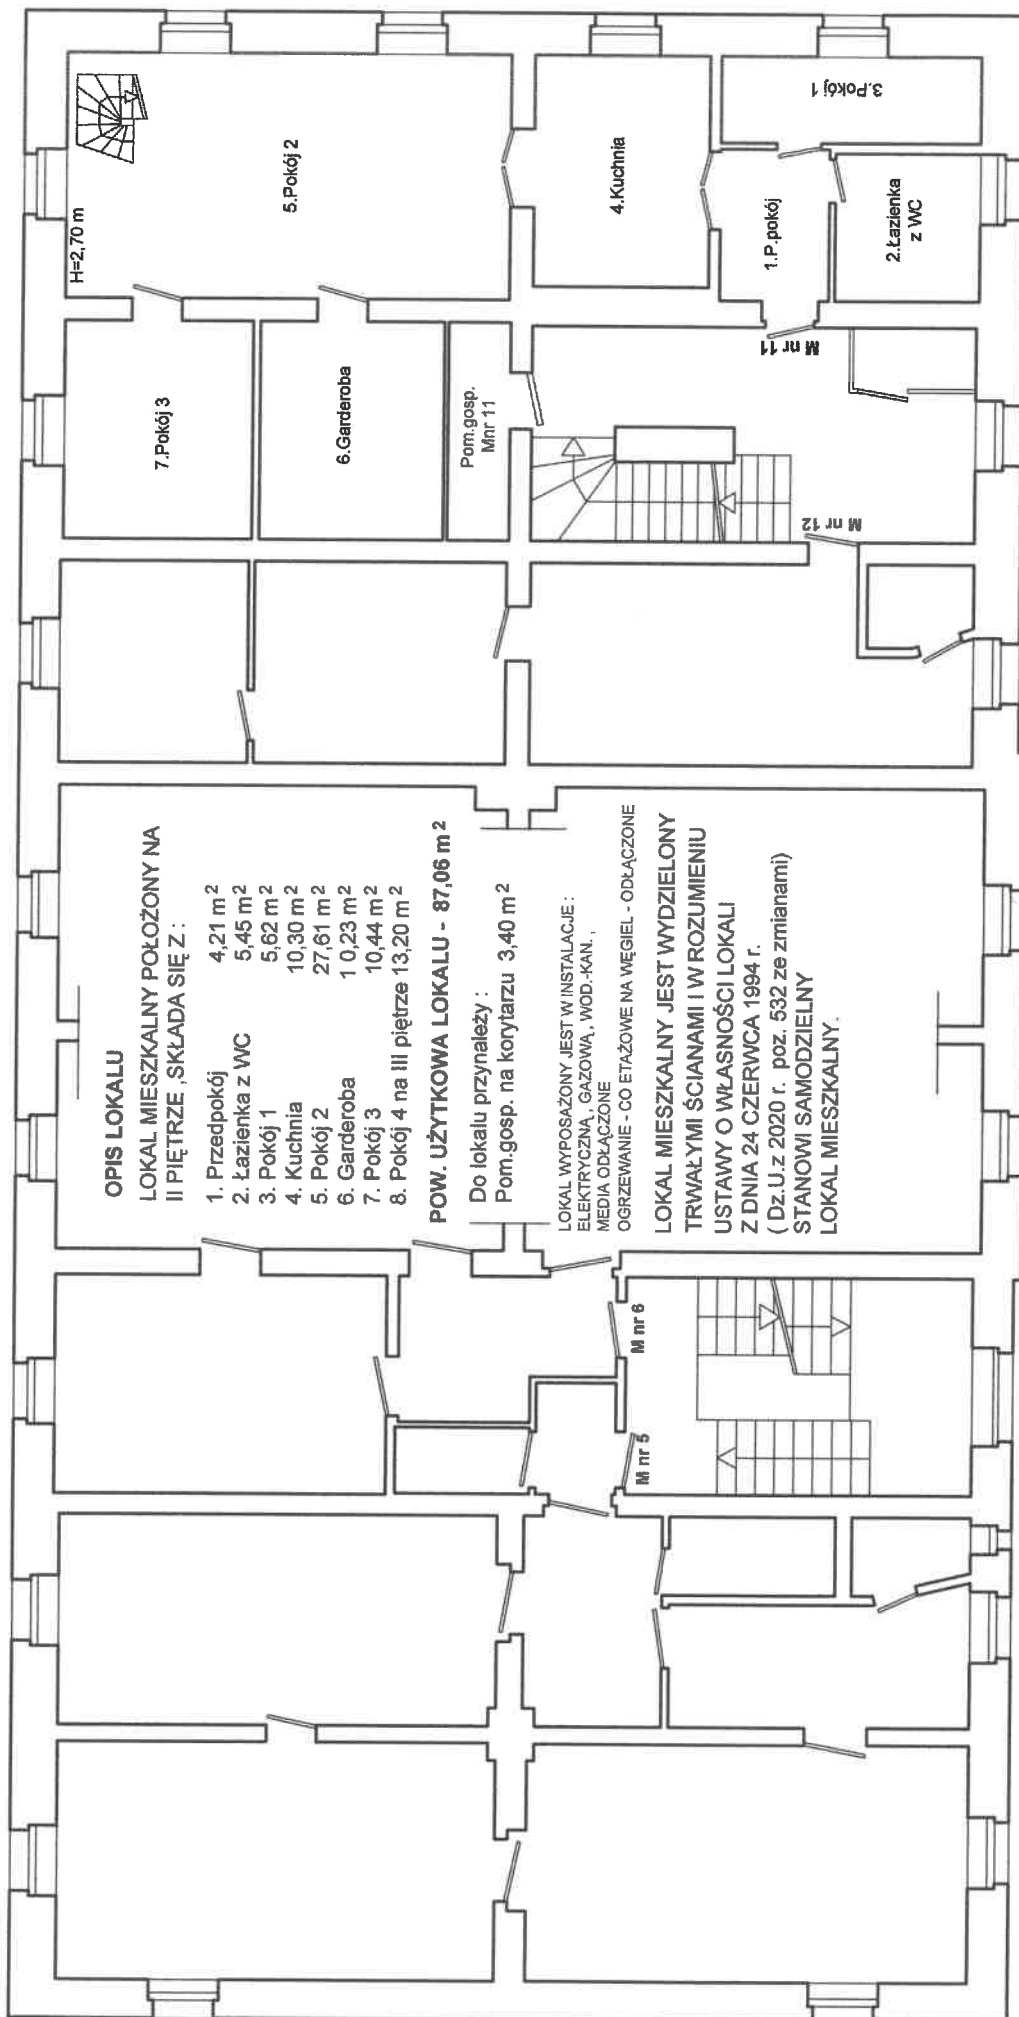 OPIS LOKALU
LOKAL MIESZKALNY POŁOŻONY NA
II PIĘTRZE ,SKŁADA SIĘ Z :
1. Przedpokój 4,21 m²
2. Łazienka z WC 5,45 m²
3. Pokój 1 5,62 m²
4. Kuchnia 10,30 m²
5. Pokój 2 27,61 m²
6. Garderoba 1 0,23 m²
7. Pokój 3 10,44 m²
8. Pokój 4 na III piętrze 13,20 m²
POW. UŻYTKOWA LOKALU - 87,06 m²
Do lokalu przynależy :
Pom.gosp. na korytarzu 3,40 m²
LOKAL WYPOSAŻONY JEST W INSTALACJE :
ELEKTRYCZNĄ, GAZOWĄ, WOD.-KAN. ,
MEDIA ODŁĄCZONE
OGRZEWANIE - CO ETAŻOWE NA WĘGIEL - ODŁĄCZONE
LOKAL MIESZKALNY JEST WYDZIELONY
TRWAŁYMI ŚCIANAMI I W ROZUMIENIU
USTAWY O WŁASNOŚCI LOKALI
Z DNIA 24 CZERWCA 1994 r.
( Dz.U.z 2020 r. poz. 532 ze zmianami)
STANOWI SAMODZIELNY
LOKAL MIESZKALNY.
H=2,70 m
5.Pokój 2
7.Pokój 3
6.Garderoba
Pom.gosp.
Mnr 11
4.Kuchnia
3.Pokój 1
1.P.pokój
2.Łazienka
z WC
M nr 11
M nr 12
M nr 6
M nr 5